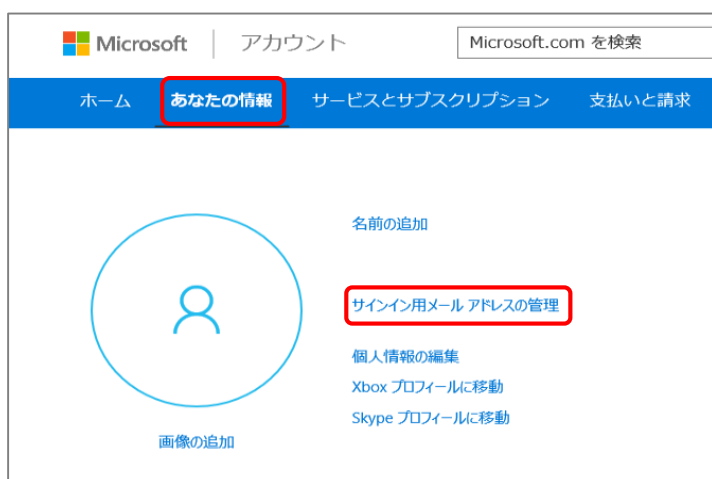 Microsoft アカウント Microsoft.com を検索
ホーム あなたの情報 サービスとサブスクリプション 支払いと請求
名前の追加
サインイン用メール アドレスの管理
個人情報の編集
Xbox プロフィールに移動
Skype プロフィールに移動
画像の追加